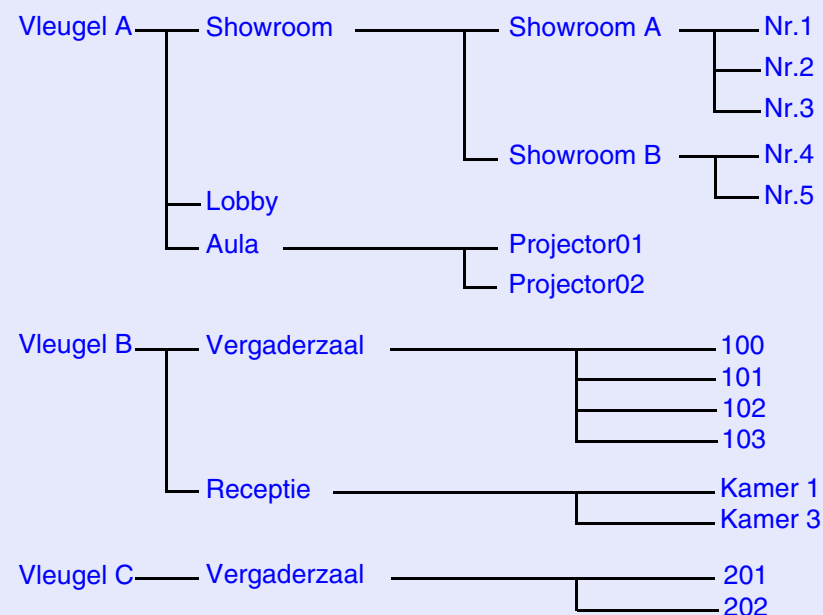 Vleugel A Showroom Showroom A Nr.1
Nr.2
Nr.3
Showroom B Nr.4
Nr.5
Lobby
Aula Projector01
Projector02
Vleugel B Vergaderzaal 100
101
102
103
Receptie Kamer 1
Kamer 3
Vleugel C Vergaderzaal 201
202